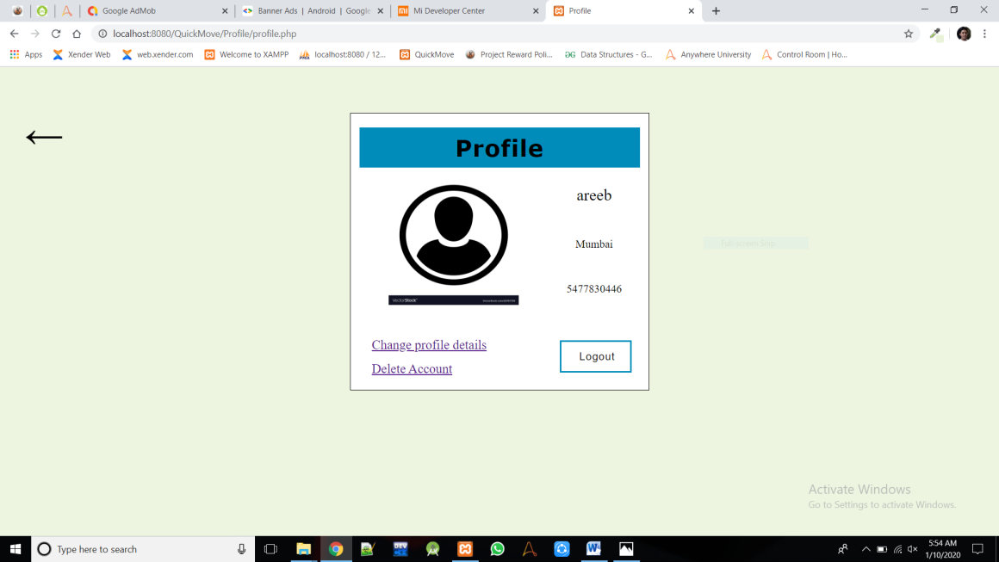 Google AdMob
Banner Ads | Android | Google
Mi Developer Center
Profile
localhost:8080/QuickMove/Profile/profile.php
Apps
Xender Web
web.xender.com
Welcome to XAMPP
localhost:8080 / 12...
QuickMove
Project Reward Poli...
Data Structures - G...
Anywhere University
Control Room | Ho...
Profile
areeb
Mumbai
5477830446
VectorStock
Change profile details
Delete Account
Logout
Activate Windows
Go to Settings to activate Windows.
Type here to search
5:54 AM
1/10/2020